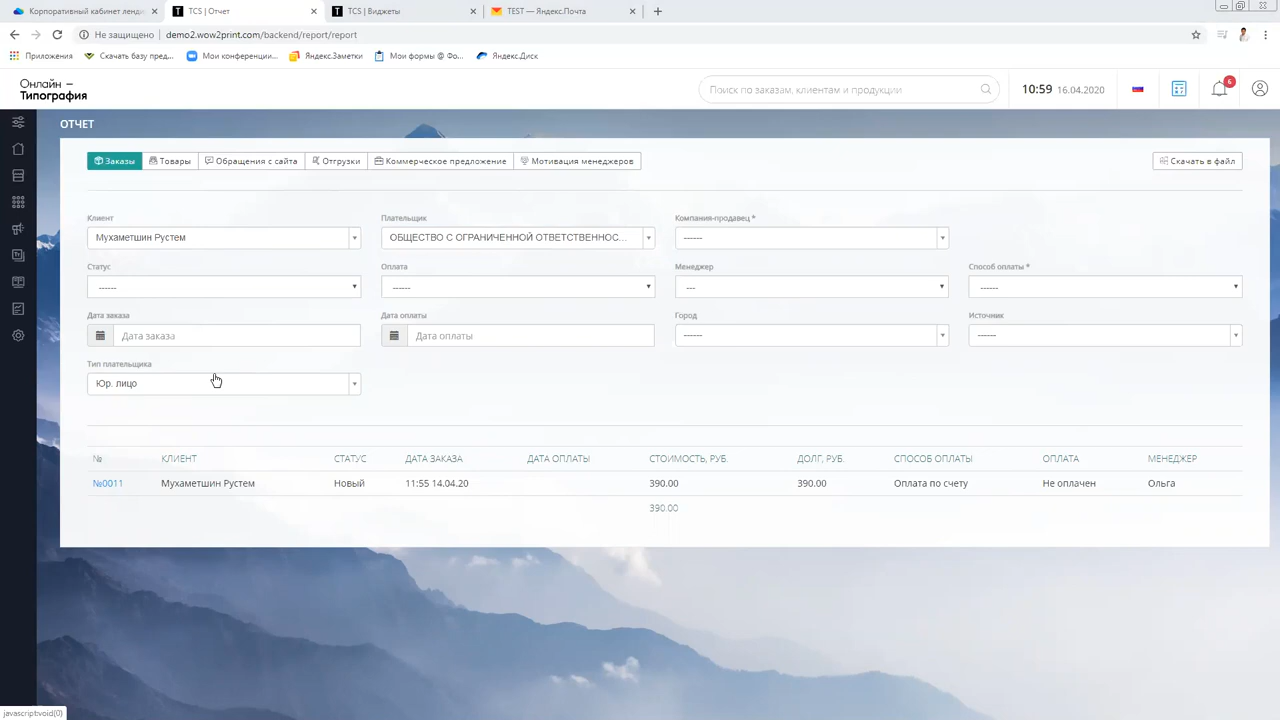 Корпоративный кабинет ленди
TCS | Отчет
TCS | Виджеты
TEST — Яндекс.Почта
Не защищено
demo2.wow2print.com/backend/report/report
Приложения
Скачать базу пред...
Мои конференции...
Яндекс.Заметки
Мои формы @ Фо...
Яндекс.Диск
Онлайн –
Типография
Поиск по заказам, клиентам и продукции
10:59 16.04.2020
6
ОТЧЕТ
Заказы
Товары
Обращения с сайта
Отгрузки
Коммерческое предложение
Мотивация менеджеров
Скачать в файл
Клиент
Плательщик
Компания-продавец *
Мухаметшин Рустем
ОБЩЕСТВО С ОГРАНИЧЕННОЙ ОТВЕТСТВЕННОС...
------
Статус
Оплата
Менеджер
Способ оплаты *
------
------
---
------
Дата заказа
Дата оплаты
Город
Источник
Дата заказа
Дата оплаты
------
------
Тип плательщика
Юр. лицо
№ КЛИЕНТ СТАТУС ДАТА ЗАКАЗА ДАТА ОПЛАТЫ СТОИМОСТЬ, РУБ. ДОЛГ, РУБ. СПОСОБ ОПЛАТЫ ОПЛАТА МЕНЕДЖЕР
№0011 Мухаметшин Рустем Новый 11:55 14.04.20 390.00 390.00 Оплата по счету Не оплачен Ольга
390.00
javascript:void(0)